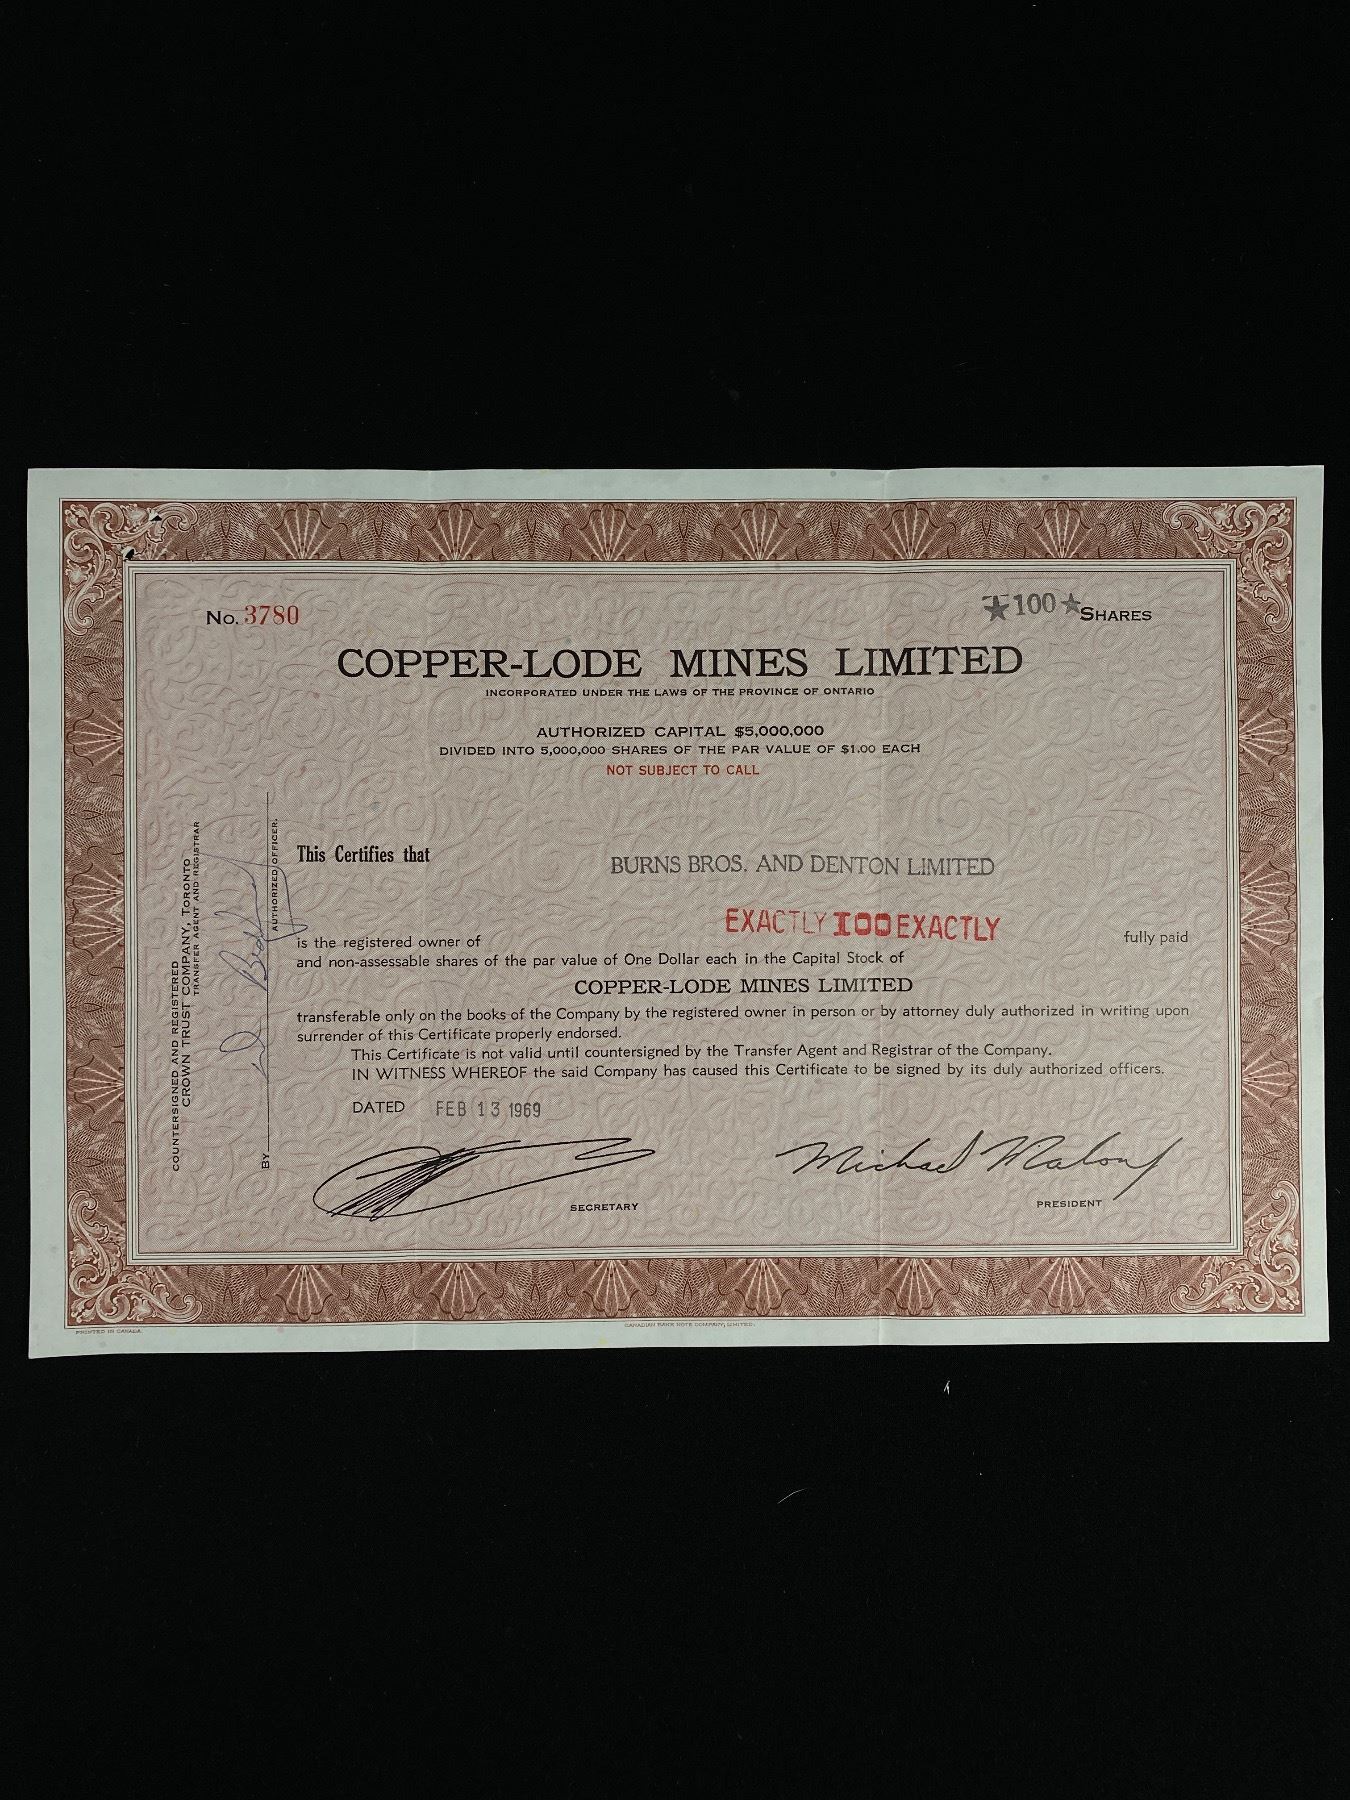 No. 3780
★ 100 ★ SHARES
COPPER-LODE MINES LIMITED
INCORPORATED UNDER THE LAWS OF THE PROVINCE OF ONTARIO
AUTHORIZED CAPITAL $5,000,000
DIVIDED INTO 5,000,000 SHARES OF THE PAR VALUE OF $1.00 EACH
NOT SUBJECT TO CALL
This Certifies that
BURNS BROS. AND DENTON LIMITED
EXACTLY 100 EXACTLY
is the registered owner of
fully paid
and non-assessable shares of the par value of One Dollar each in the Capital Stock of
COPPER-LODE MINES LIMITED
transferable only on the books of the Company by the registered owner in person or by attorney duly authorized in writing upon
surrender of this Certificate properly endorsed.
This Certificate is not valid until countersigned by the Transfer Agent and Registrar of the Company.
IN WITNESS WHEREOF the said Company has caused this Certificate to be signed by its duly authorized officers.
DATED FEB 13 1969
Michael
SECRETARY
PRESIDENT
COUNTERSIGNED AND REGISTERED
CROWN TRUST COMPANY, TORONTO
TRANSFER AGENT AND REGISTRAR
BY
AUTHORIZED OFFICER.
PRINTED IN CANADA
CANADIAN BANK NOTE COMPANY, LIMITED.